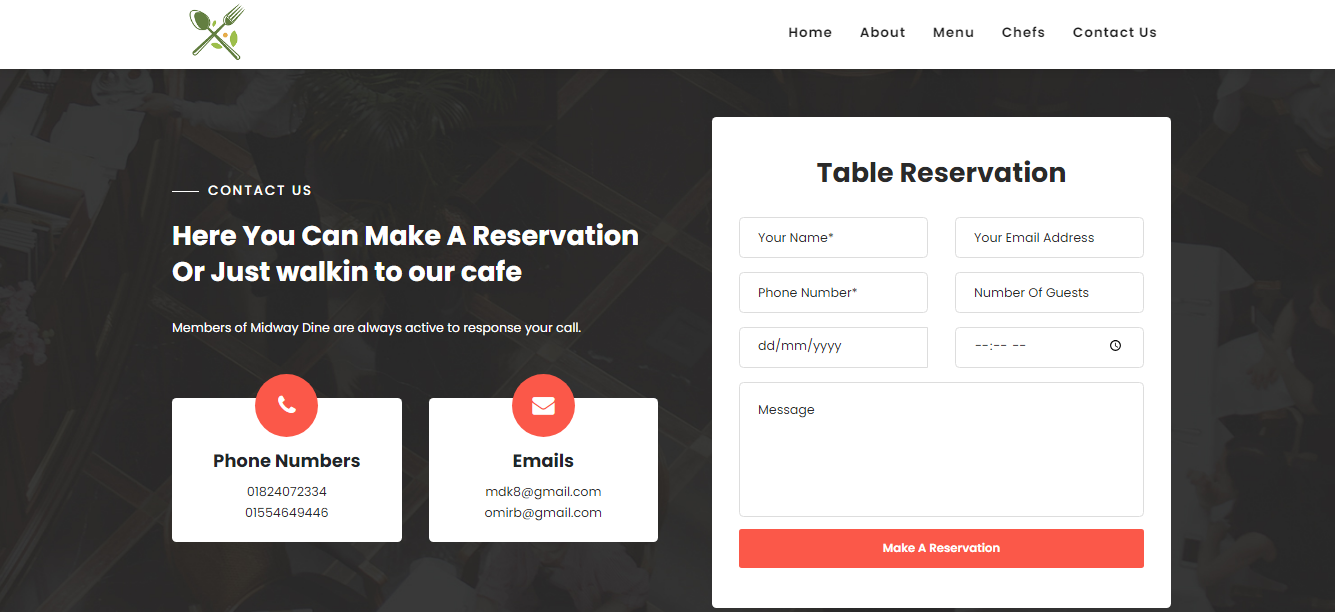 Home About Menu Chefs Contact Us
CONTACT US
Here You Can Make A Reservation
Or Just walkin to our cafe
Members of Midway Dine are always active to response your call.
Phone Numbers
01824072334
01554649446
Emails
mdk8@gmail.com
omirb@gmail.com
Table Reservation
Your Name*
Your Email Address
Phone Number*
Number Of Guests
dd/mm/yyyy
--:-- --
Message
Make A Reservation